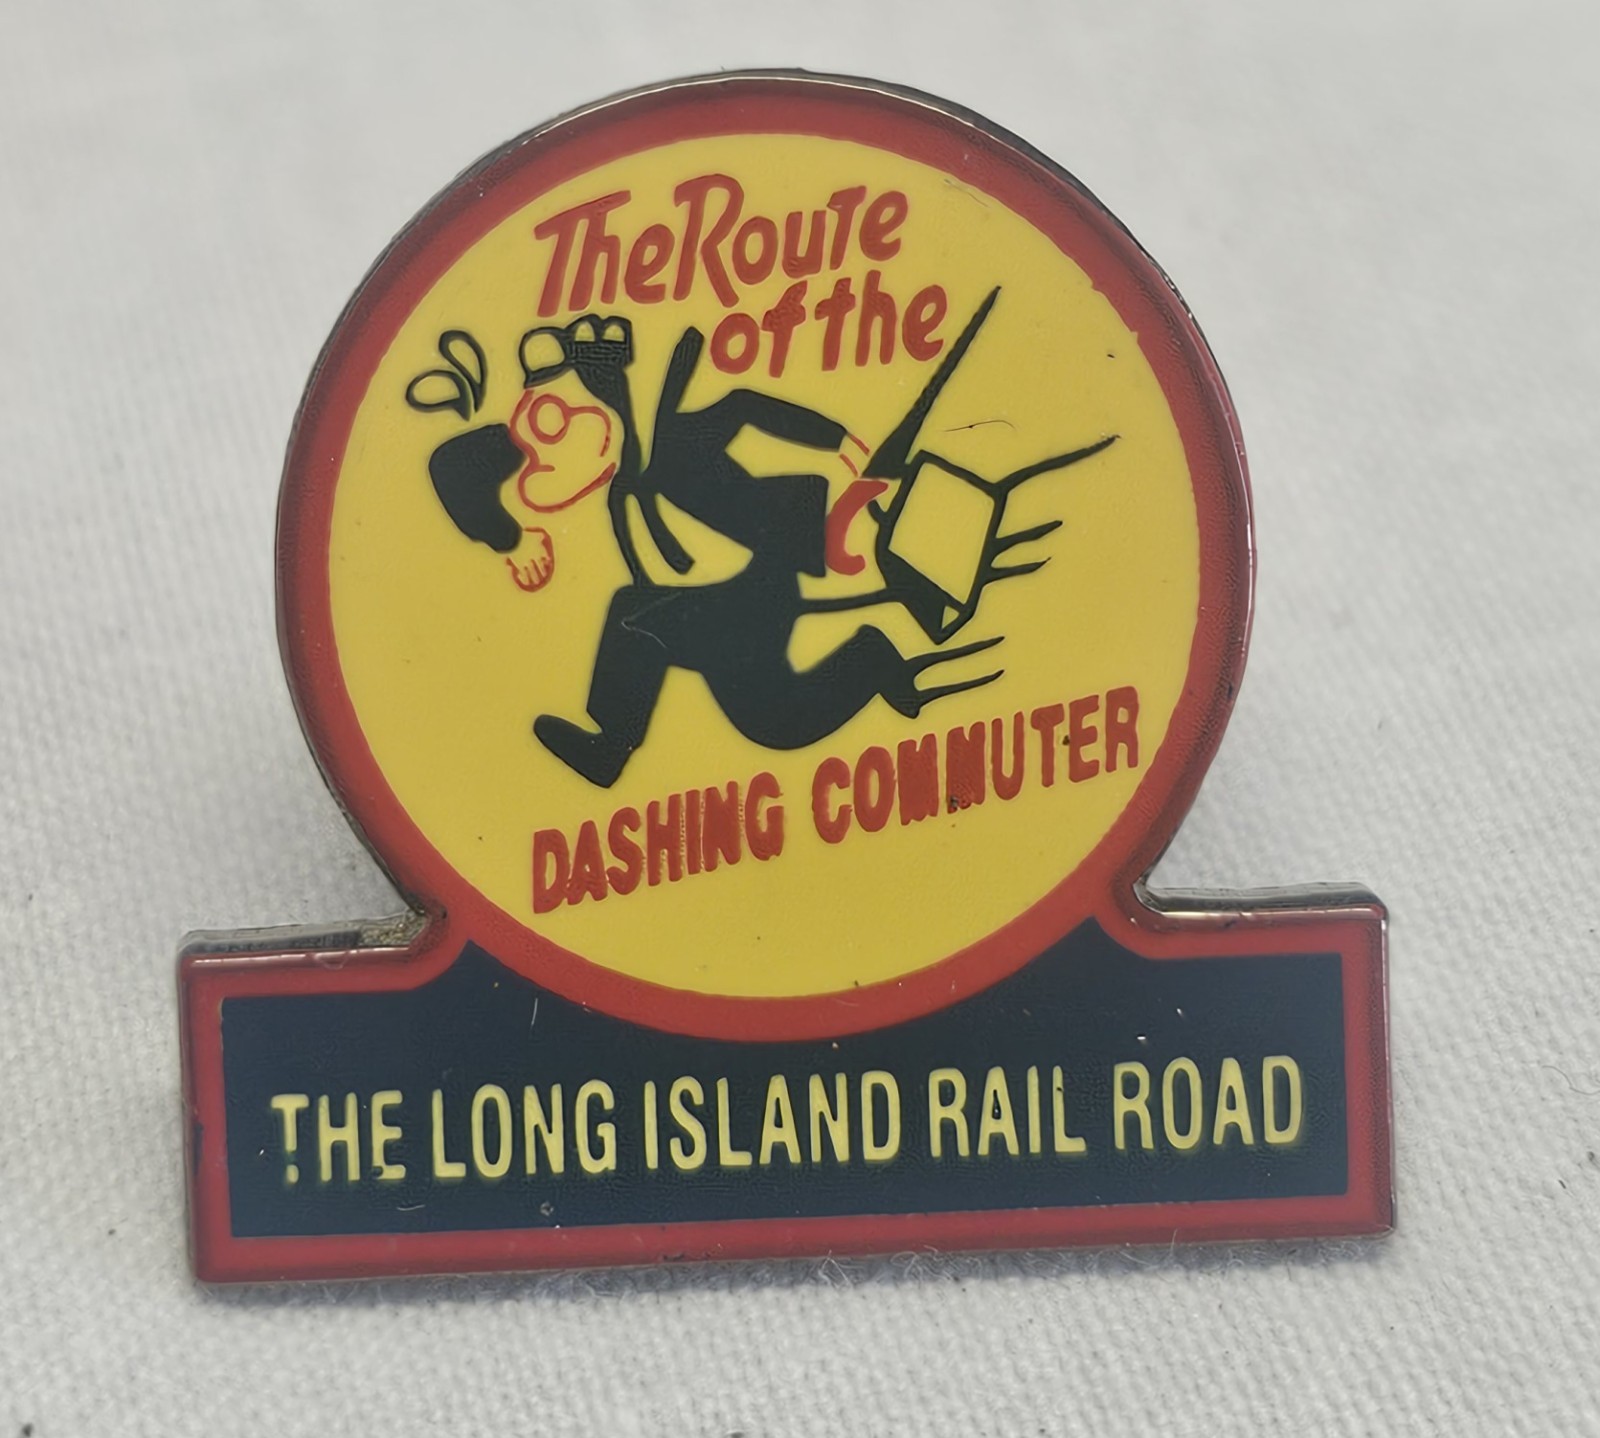 The Route
of the
DASHING COMMUTER
THE LONG ISLAND RAIL ROAD